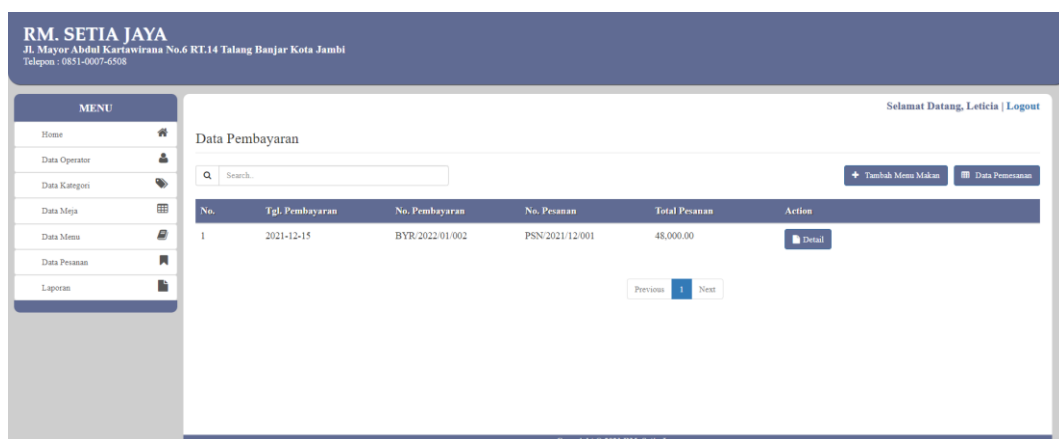 RM. SETIA JAYA
Jl. Mayor Abdul Kartawirana No.6 RT.14 Talang Banjar Kota Jambi
Telepon : 0851-0007-6508
MENU
Home
Data Operator
Data Kategori
Data Meja
Data Menu
Data Pesanan
Laporan
Selamat Datang, Leticia | Logout
Data Pembayaran
Search..
Tambah Menu Makan Data Pemesanan
No. Tgl. Pembayaran No. Pembayaran No. Pesanan Total Pesanan Action
1 2021-12-15 BYR/2022/01/002 PSN/2021/12/001 48,000.00 Detail
Previous 1 Next